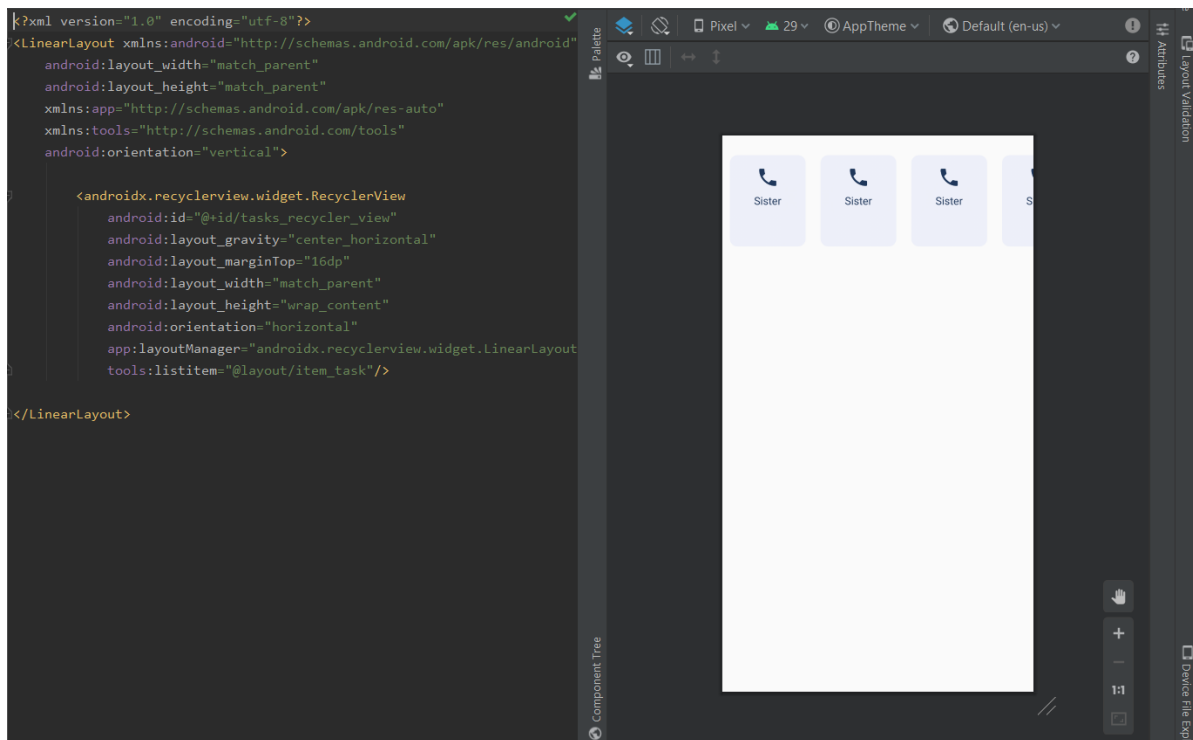 <?xml version="1.0" encoding="utf-8"?>
<LinearLayout xmlns:android="http://schemas.android.com/apk/res/android"
android:layout_width="match_parent"
android:layout_height="match_parent"
xmlns:app="http://schemas.android.com/apk/res-auto"
xmlns:tools="http://schemas.android.com/tools"
android:orientation="vertical">
<androidx.recyclerview.widget.RecyclerView
android:id="@+id/tasks_recycler_view"
android:layout_gravity="center_horizontal"
android:layout_marginTop="16dp"
android:layout_width="match_parent"
android:layout_height="wrap_content"
android:orientation="horizontal"
app:layoutManager="androidx.recyclerview.widget.LinearLayout
tools:listitem="@layout/item_task"/>
</LinearLayout>
Palette
Component Tree
Pixel 29 AppTheme Default (en-us)
Sister Sister Sister S
1:1
Attributes
Layout Validation
Device File Exp